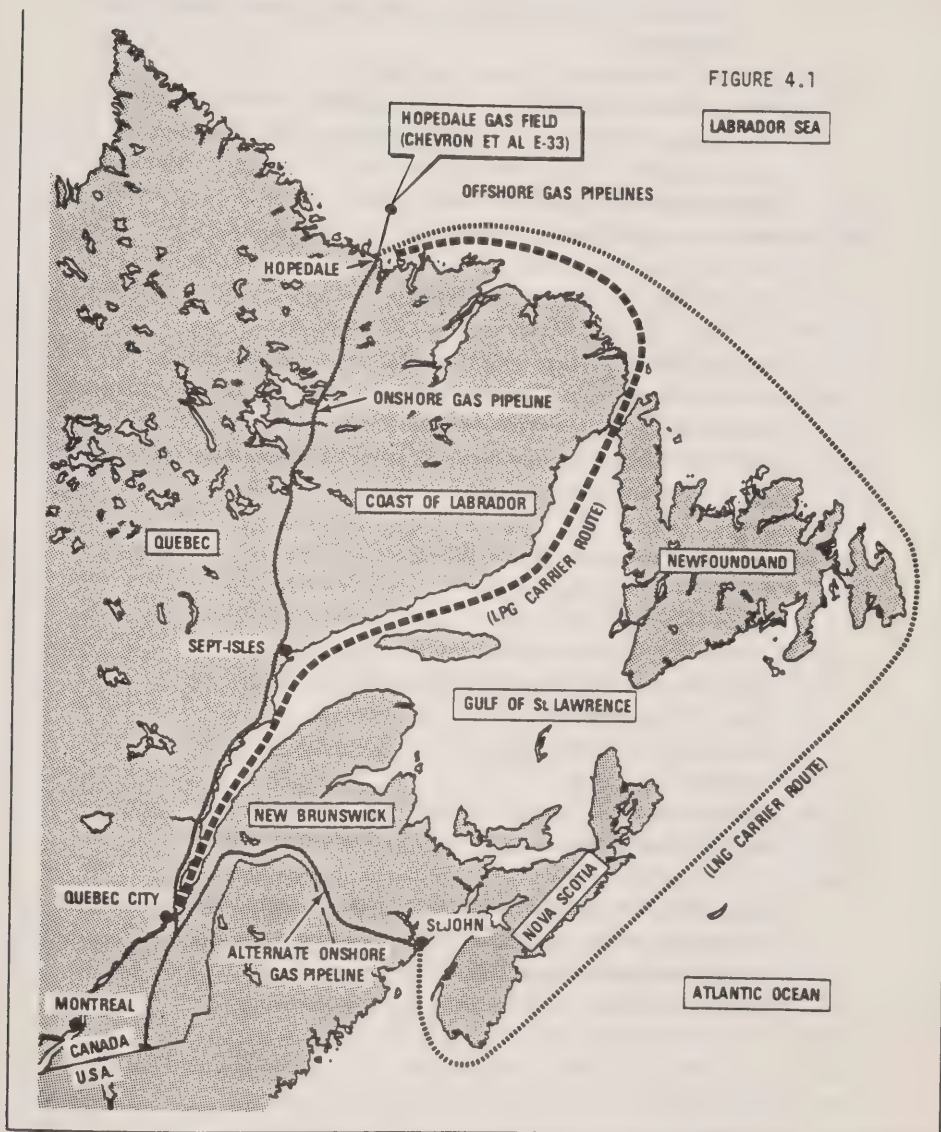 FIGURE 4.1
LABRADOR SEA
HOPEDALE GAS FIELD
(CHEVRON ET AL E-33)
OFFSHORE GAS PIPELINES
HOPEDALE
ONSHORE GAS PIPELINE
COAST OF LABRADOR
QUEBEC
NEWFOUNDLAND
(LPG CARRIER ROUTE)
SEPT-ISLES
GULF OF St. LAWRENCE
(LNG CARRIER ROUTE)
NEW BRUNSWICK
NOVA SCOTIA
QUEBEC CITY
St.JOHN
ALTERNATE ONSHORE
GAS PIPELINE
ATLANTIC OCEAN
MONTREAL
CANADA
U.S.A.